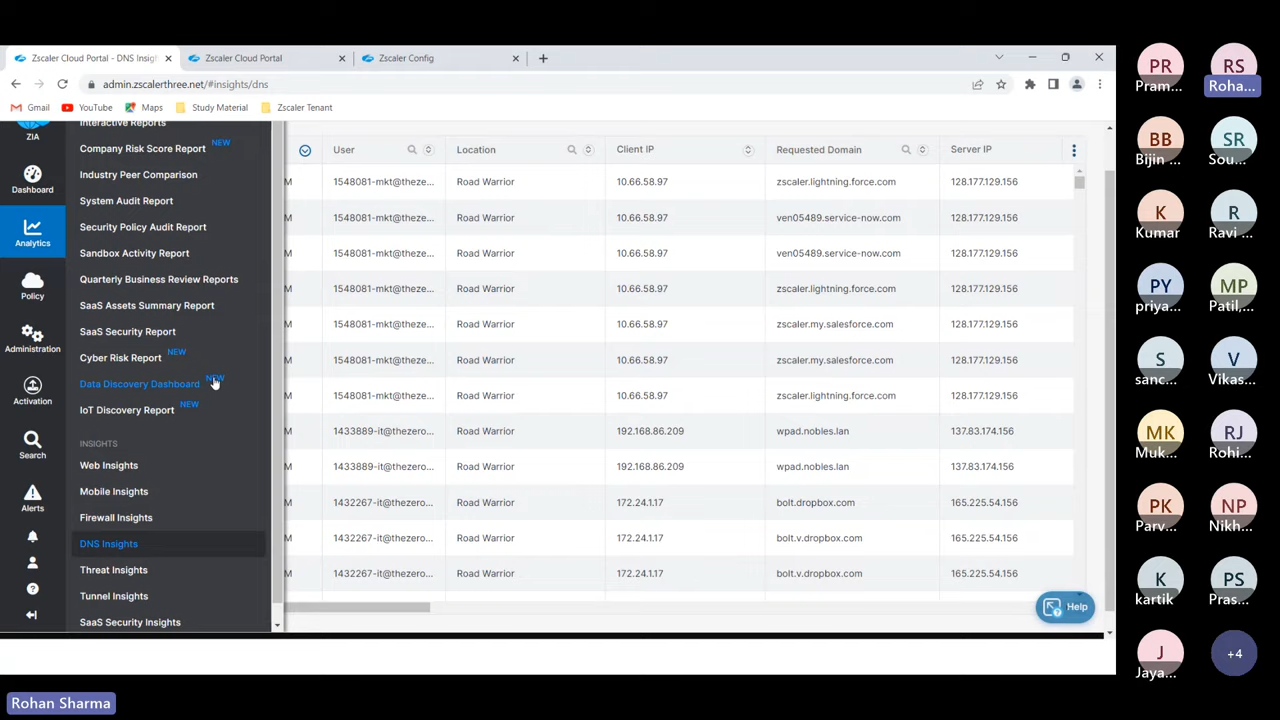 Zscaler Cloud Portal - DNS Insig
Zscaler Cloud Portal
Zscaler Config
admin.zscalerthree.net/#insights/dns
Gmail
YouTube
Maps
Study Material
Zscaler Tenant
ZIA
Dashboard
Analytics
Policy
Administration
Activation
Search
Alerts
Interactive Reports
Company Risk Score Report NEW
Industry Peer Comparison
System Audit Report
Security Policy Audit Report
Sandbox Activity Report
Quarterly Business Review Reports
SaaS Assets Summary Report
SaaS Security Report
Cyber Risk Report NEW
Data Discovery Dashboard NEW
IoT Discovery Report NEW
INSIGHTS
Web Insights
Mobile Insights
Firewall Insights
DNS Insights
Threat Insights
Tunnel Insights
SaaS Security Insights
User Location Client IP Requested Domain Server IP
M 1548081-mkt@theze... Road Warrior 10.66.58.97 zscaler.lightning.force.com 128.177.129.156
1548081-mkt@theze... Road Warrior 10.66.58.97 ven05489.service-now.com 128.177.129.156
M 1548081-mkt@theze... Road Warrior 10.66.58.97 ven05489.service-now.com 128.177.129.156
M 1548081-mkt@theze... Road Warrior 10.66.58.97 zscaler.lightning.force.com 128.177.129.156
M 1548081-mkt@theze... Road Warrior 10.66.58.97 zscaler.my.salesforce.com 128.177.129.156
M 1548081-mkt@theze... Road Warrior 10.66.58.97 zscaler.my.salesforce.com 128.177.129.156
M 1548081-mkt@theze... Road Warrior 10.66.58.97 zscaler.lightning.force.com 128.177.129.156
M 1433889-it@thezero... Road Warrior 192.168.86.209 wpad.nobles.lan 137.83.174.156
M 1433889-it@thezero... Road Warrior 192.168.86.209 wpad.nobles.lan 137.83.174.156
M 1432267-it@thezero... Road Warrior 172.24.1.17 bolt.dropbox.com 165.225.54.156
M 1432267-it@thezero... Road Warrior 172.24.1.17 bolt.v.dropbox.com 165.225.54.156
M 1432267-it@thezero... Road Warrior 172.24.1.17 bolt.v.dropbox.com 165.225.54.156
Help
Rohan Sharma
PR RS
Pram... Roha...
BB SR
Bijin ... Sou...
K R
Kumar Ravi ...
PY MP
priya... Patil,...
S V
sanc... Vikas...
MK RJ
Muk... Rohi...
PK NP
Parv... Nikh...
K PS
kartik Pras...
J +4
Jaya...